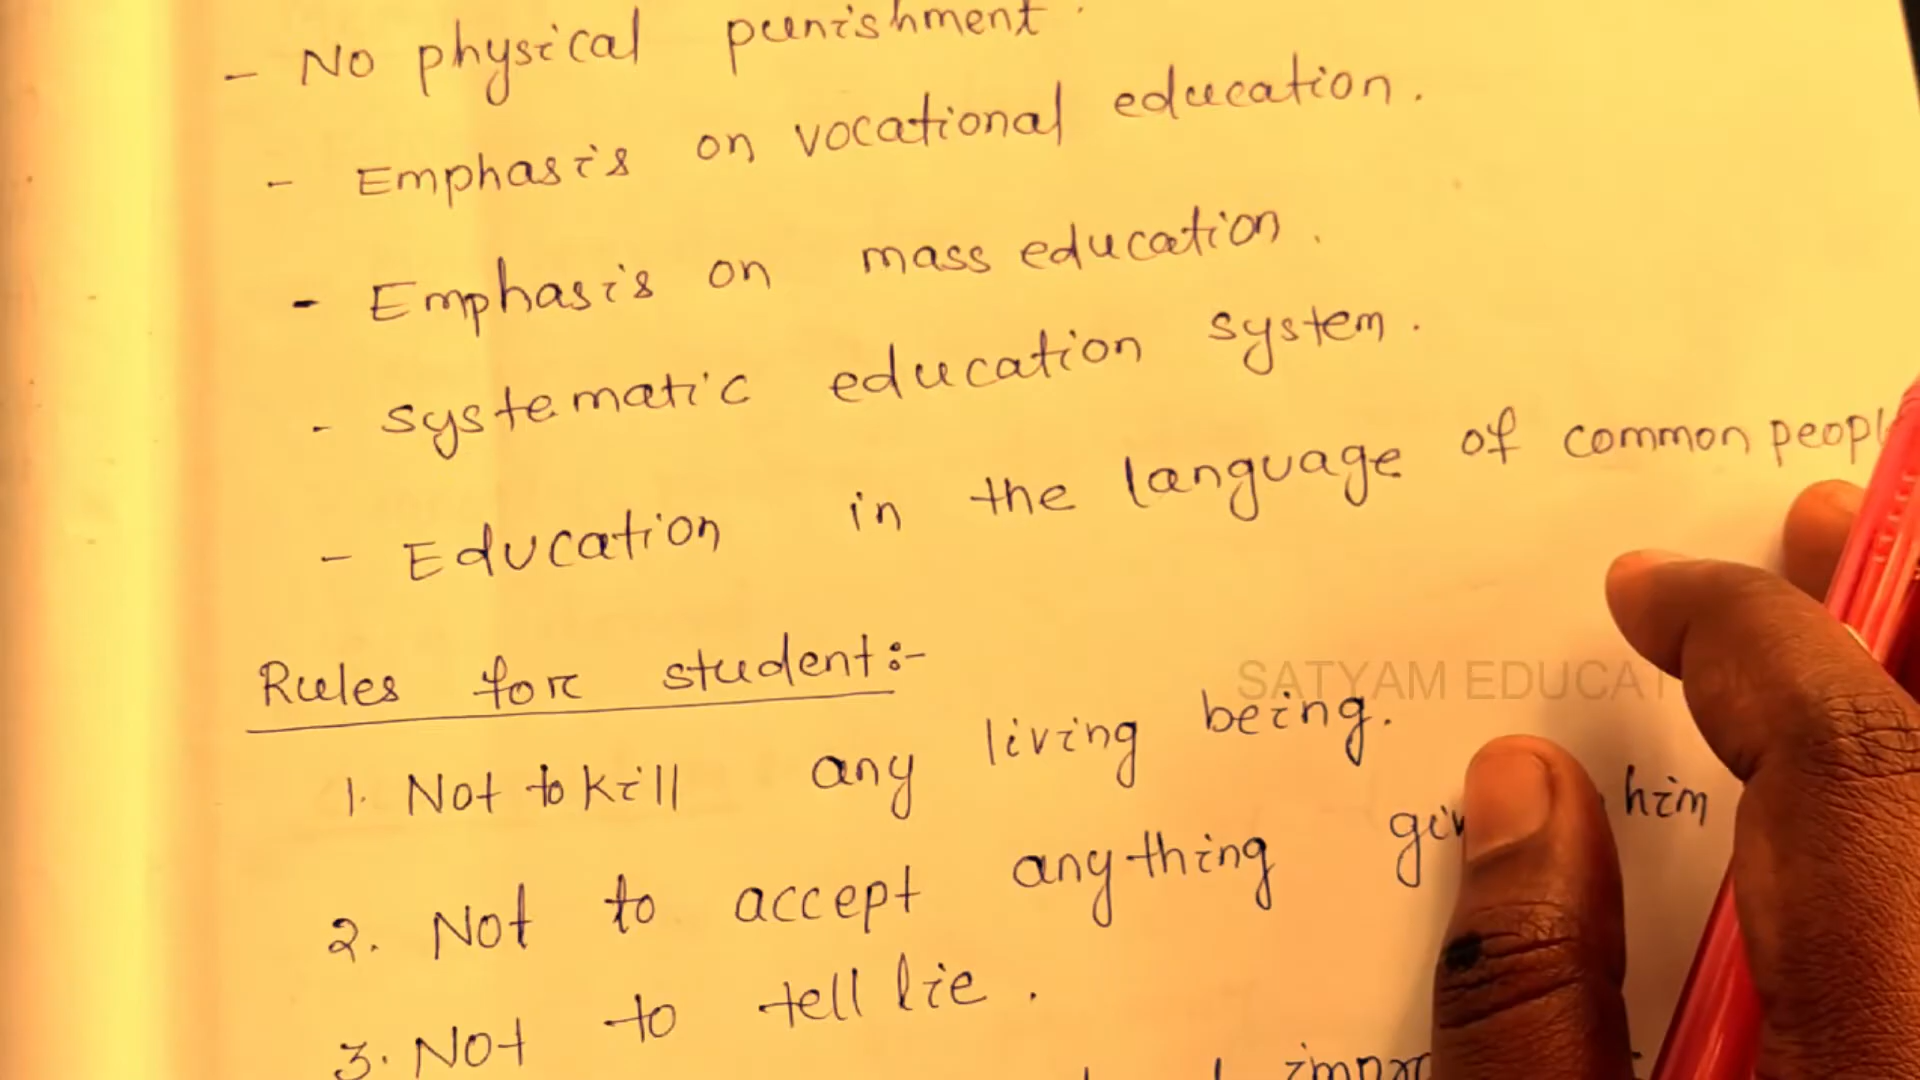 - No physical punishment.
- Emphasis on vocational education.
- Emphasis on mass education.
- Systematic education system.
- Education in the language of common
Rules for student:-
SATYAM EDUCATION
1. Not to kill any living being.
2. Not to accept anything him
3. Not to tell lie.